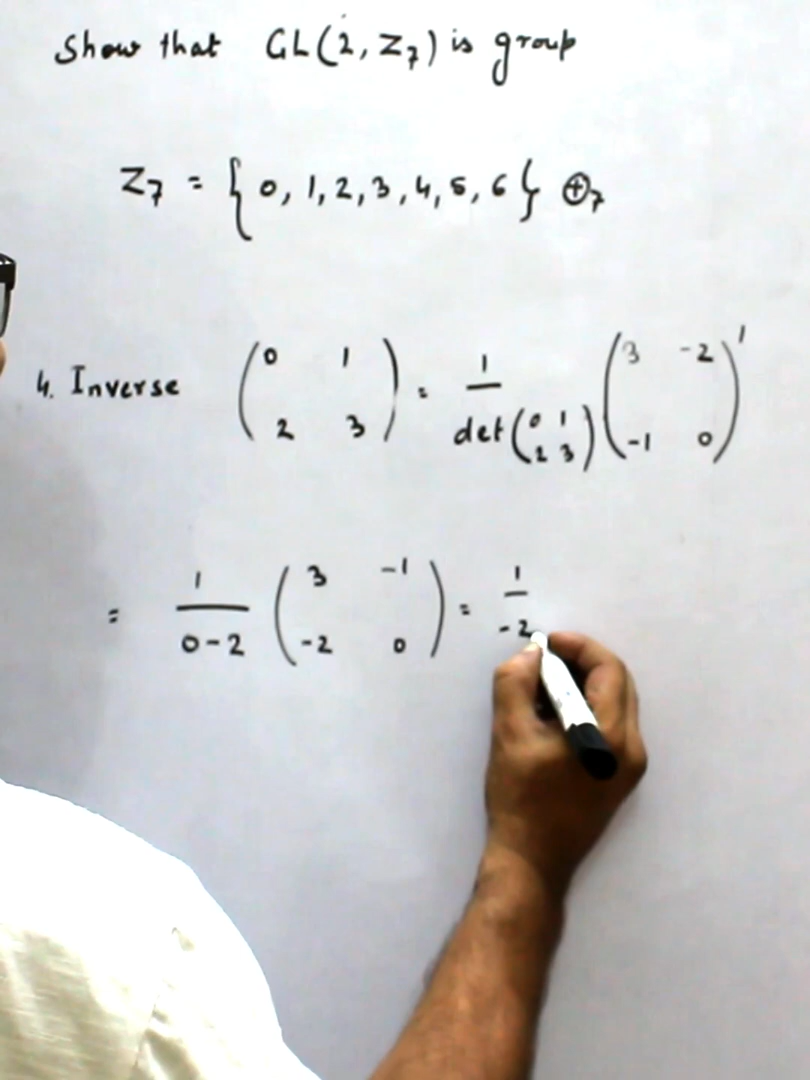 Show that GL(2, Z₇) is group
Z₇ = { 0, 1, 2, 3, 4, 5, 6 } ⊕₇
4. Inverse ( 0 1 ; 2 3 ) = 1 / det ( 0 1 ; 2 3 ) ( 3 -2 ; -1 0 )'
= 1 / 0-2 ( 3 -1 ; -2 0 ) = 1 / -2